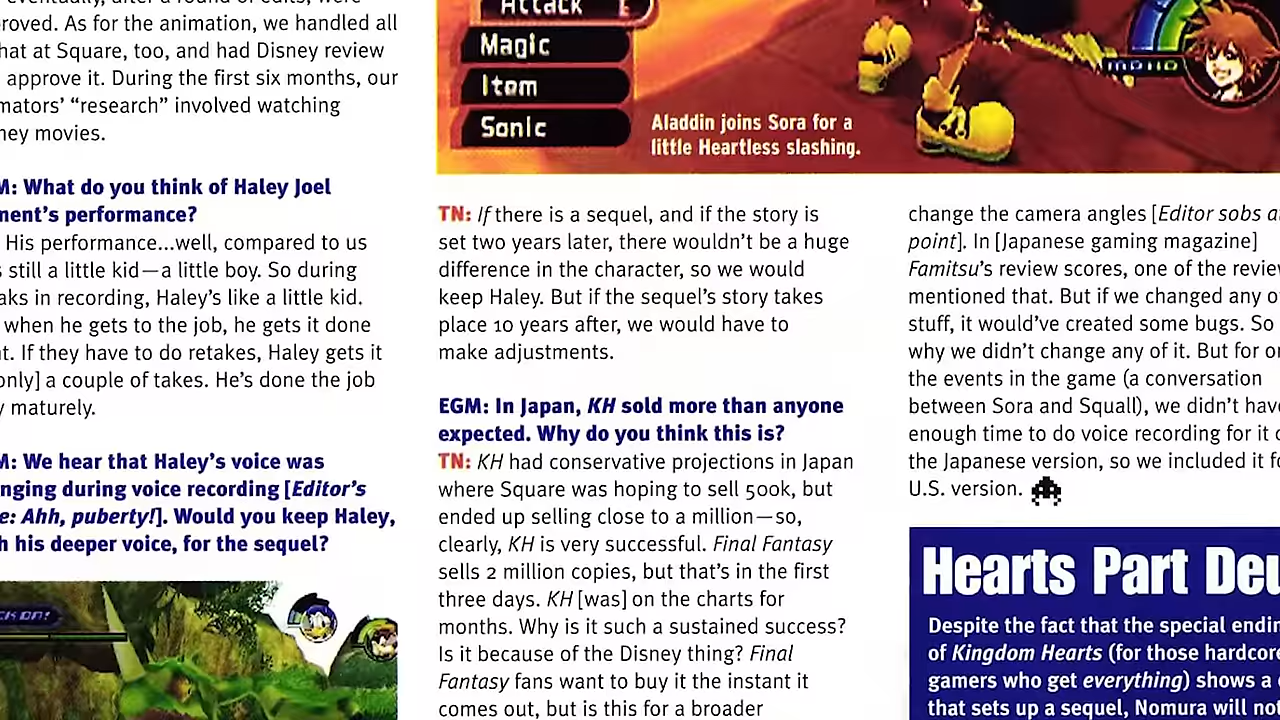 eventually, after a round of edits, were
roved. As for the animation, we handled all
hat at Square, too, and had Disney review
approve it. During the first six months, our
mators’ “research” involved watching
ney movies.
M: What do you think of Haley Joel
ment’s performance?
His performance...well, compared to us
s still a little kid—a little boy. So during
aks in recording, Haley’s like a little kid.
when he gets to the job, he gets it done
t. If they have to do retakes, Haley gets it
only] a couple of takes. He’s done the job
y maturely.
M: We hear that Haley’s voice was
nging during voice recording [Editor’s
e: Ahh, puberty!]. Would you keep Haley,
h his deeper voice, for the sequel?
CK ON!
Attack
Magic
Item
Sonic
Aladdin joins Sora for a
little Heartless slashing.
TN: If there is a sequel, and if the story is
set two years later, there wouldn’t be a huge
difference in the character, so we would
keep Haley. But if the sequel’s story takes
place 10 years after, we would have to
make adjustments.
EGM: In Japan, KH sold more than anyone
expected. Why do you think this is?
TN: KH had conservative projections in Japan
where Square was hoping to sell 500k, but
ended up selling close to a million—so,
clearly, KH is very successful. Final Fantasy
sells 2 million copies, but that’s in the first
three days. KH [was] on the charts for
months. Why is it such a sustained success?
Is it because of the Disney thing? Final
Fantasy fans want to buy it the instant it
comes out, but is this for a broader
change the camera angles [Editor sobs a
point]. In [Japanese gaming magazine]
Famitsu’s review scores, one of the review
mentioned that. But if we changed any o
stuff, it would’ve created some bugs. So
why we didn’t change any of it. But for o
the events in the game (a conversation
between Sora and Squall), we didn’t have
enough time to do voice recording for it
the Japanese version, so we included it f
U.S. version.
Hearts Part Deu
Despite the fact that the special endin
of Kingdom Hearts (for those hardcore
gamers who get everything) shows a
that sets up a sequel, Nomura will not